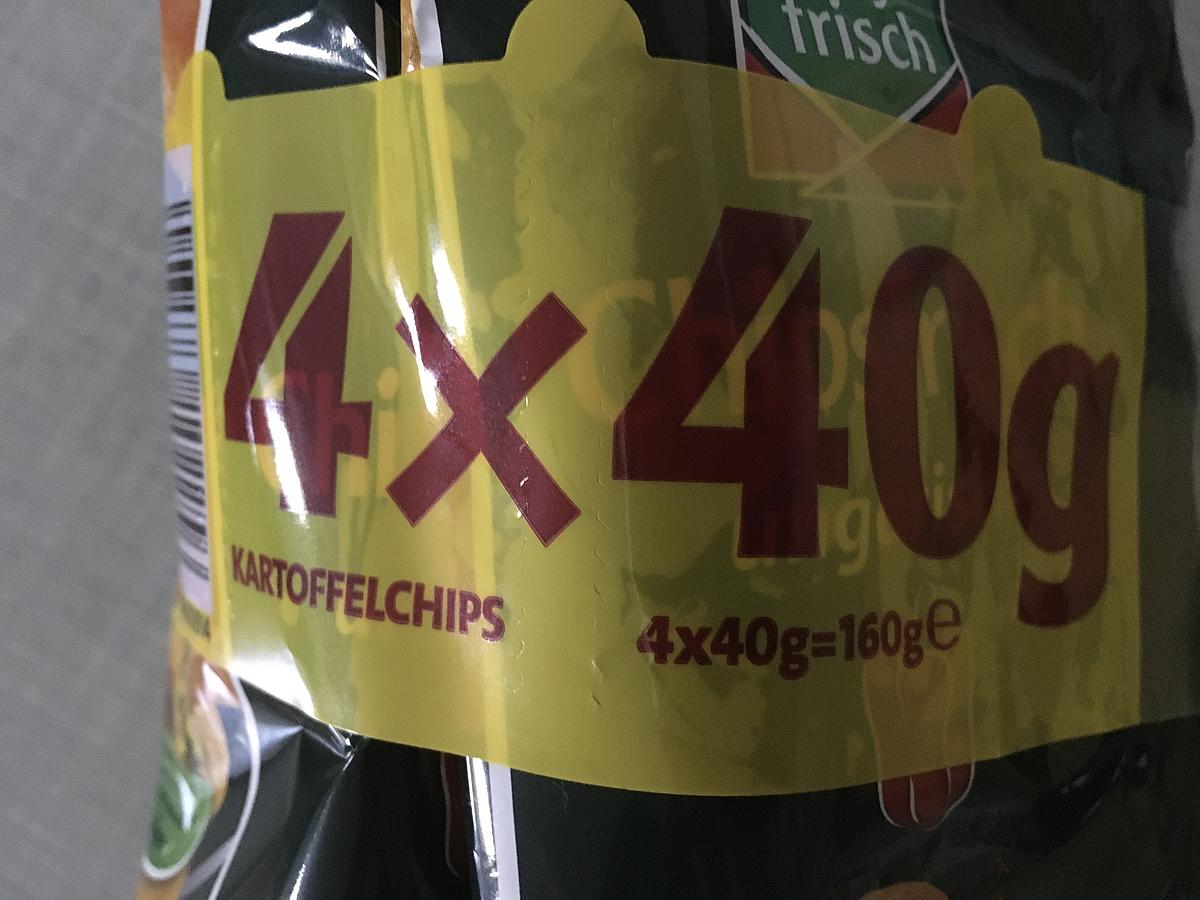 frisch
4x40g
KARTOFFELCHIPS
4x40g=160g℮